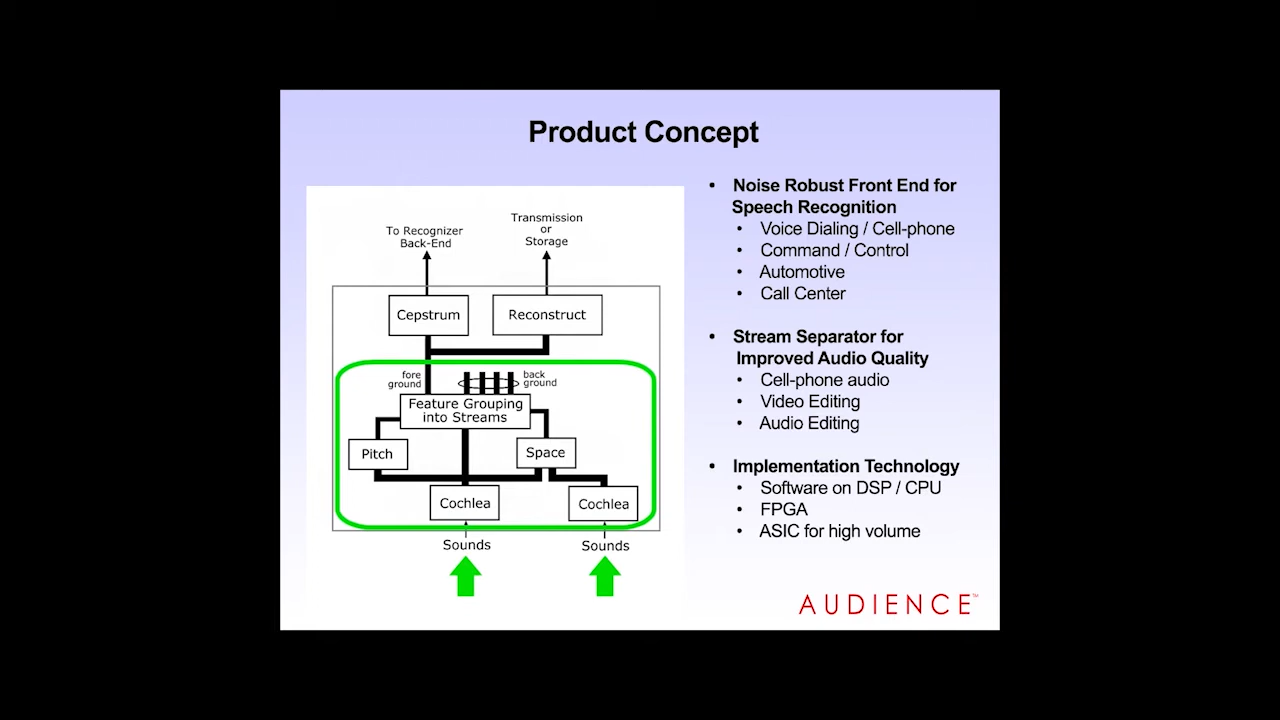 Product Concept
To Recognizer
Back-End
Transmission
or
Storage
Cepstrum
Reconstruct
fore
ground
back
ground
Feature Grouping
into Streams
Pitch
Space
Cochlea
Cochlea
Sounds
Sounds
• Noise Robust Front End for
Speech Recognition
• Voice Dialing / Cell-phone
• Command / Control
• Automotive
• Call Center
• Stream Separator for
Improved Audio Quality
• Cell-phone audio
• Video Editing
• Audio Editing
• Implementation Technology
• Software on DSP / CPU
• FPGA
• ASIC for high volume
AUDIENCE™